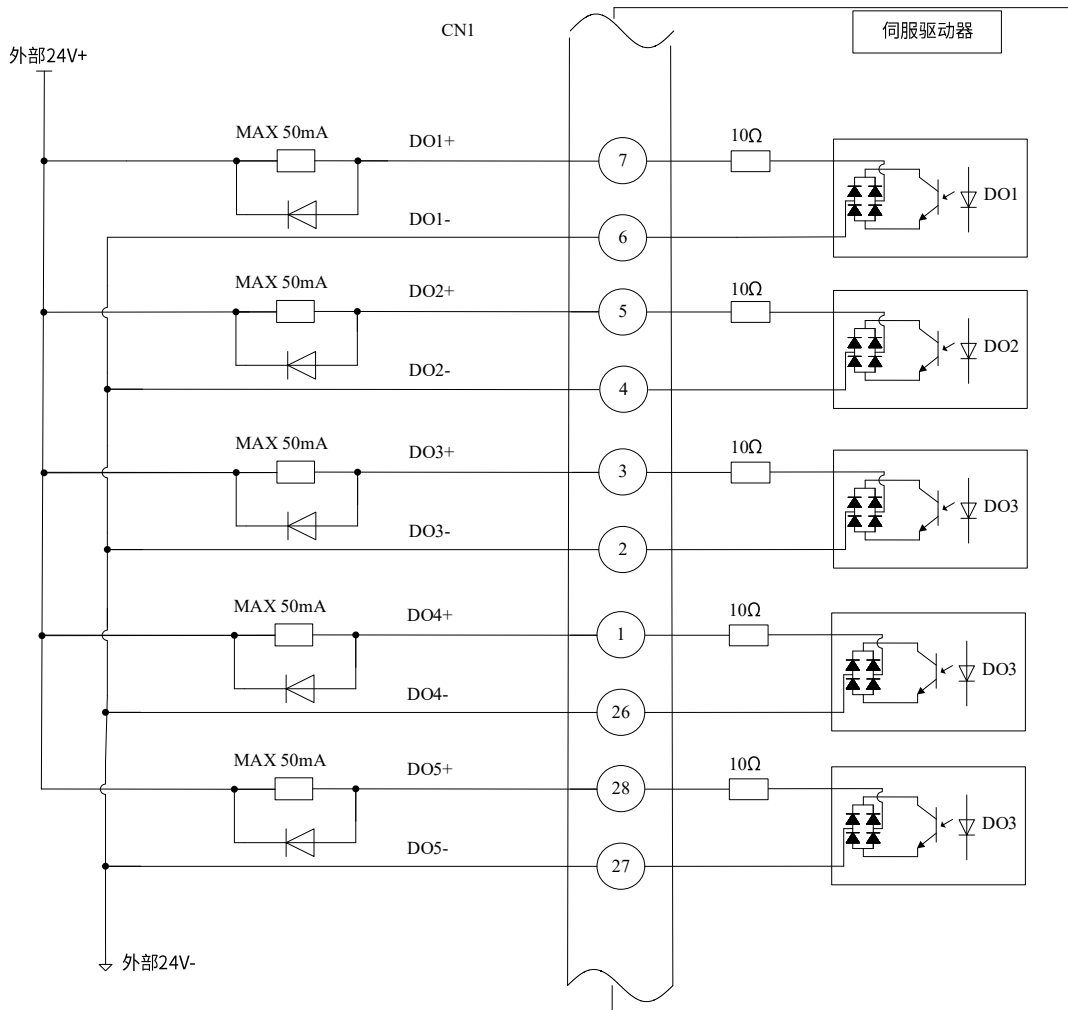 CN1
伺服驱动器
外部24V+
MAX 50mA
DO1+
7
10Ω
DO1
DO1-
6
MAX 50mA
DO2+
5
10Ω
DO2
DO2-
4
MAX 50mA
DO3+
3
10Ω
DO3
DO3-
2
MAX 50mA
DO4+
1
10Ω
DO3
DO4-
26
MAX 50mA
DO5+
28
10Ω
DO3
DO5-
27
外部24V-